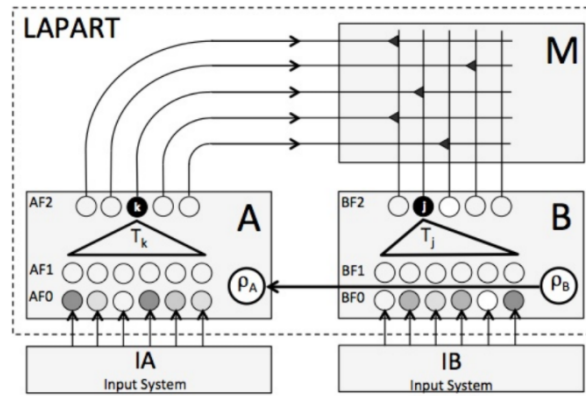 LAPART
M
AF2
k
A
BF2
j
B
T_k
T_j
AF1
BF1
ρ_A
ρ_B
AF0
BF0
IA
IB
Input System
Input System